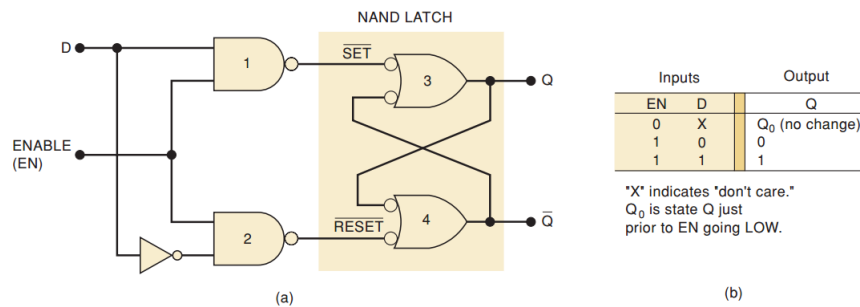 NAND LATCH
D
1
SET
3
Q
ENABLE
(EN)
2
RESET
4
Q
(a)
Inputs Output
EN D Q
0 X Q₀ (no change)
1 0 0
1 1 1
"X" indicates "don't care."
Q₀ is state Q just
prior to EN going LOW.
(b)